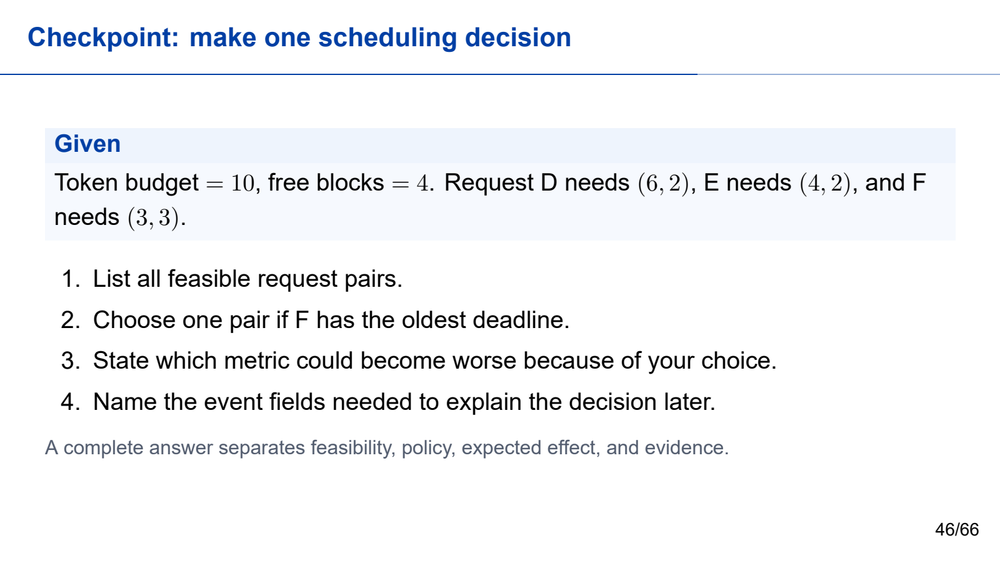 Checkpoint: make one scheduling decision
Given
Token budget = 10, free blocks = 4. Request D needs (6, 2), E needs (4, 2), and F
needs (3, 3).
1. List all feasible request pairs.
2. Choose one pair if F has the oldest deadline.
3. State which metric could become worse because of your choice.
4. Name the event fields needed to explain the decision later.
A complete answer separates feasibility, policy, expected effect, and evidence.
46/66